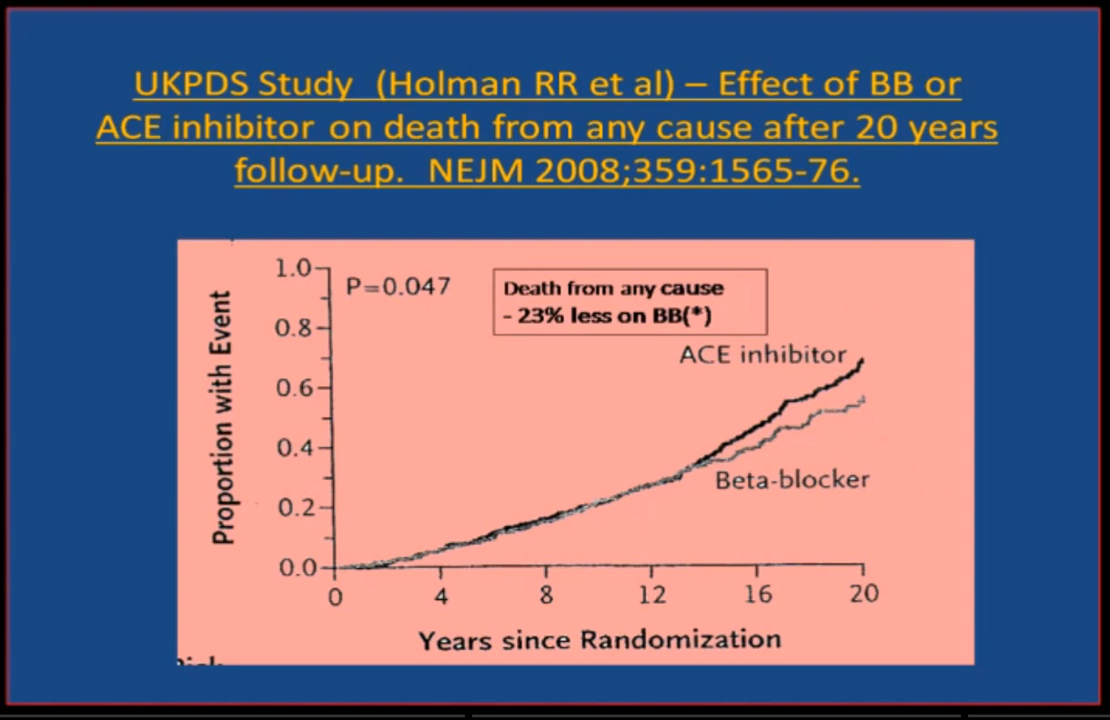 UKPDS Study (Holman RR et al) – Effect of BB or
ACE inhibitor on death from any cause after 20 years
follow-up. NEJM 2008;359:1565-76.
1.0
P=0.047
Death from any cause
- 23% less on BB(*)
0.8
ACE inhibitor
0.6
Proportion with Event
0.4
Beta-blocker
0.2
0.0
0 4 8 12 16 20
Years since Randomization